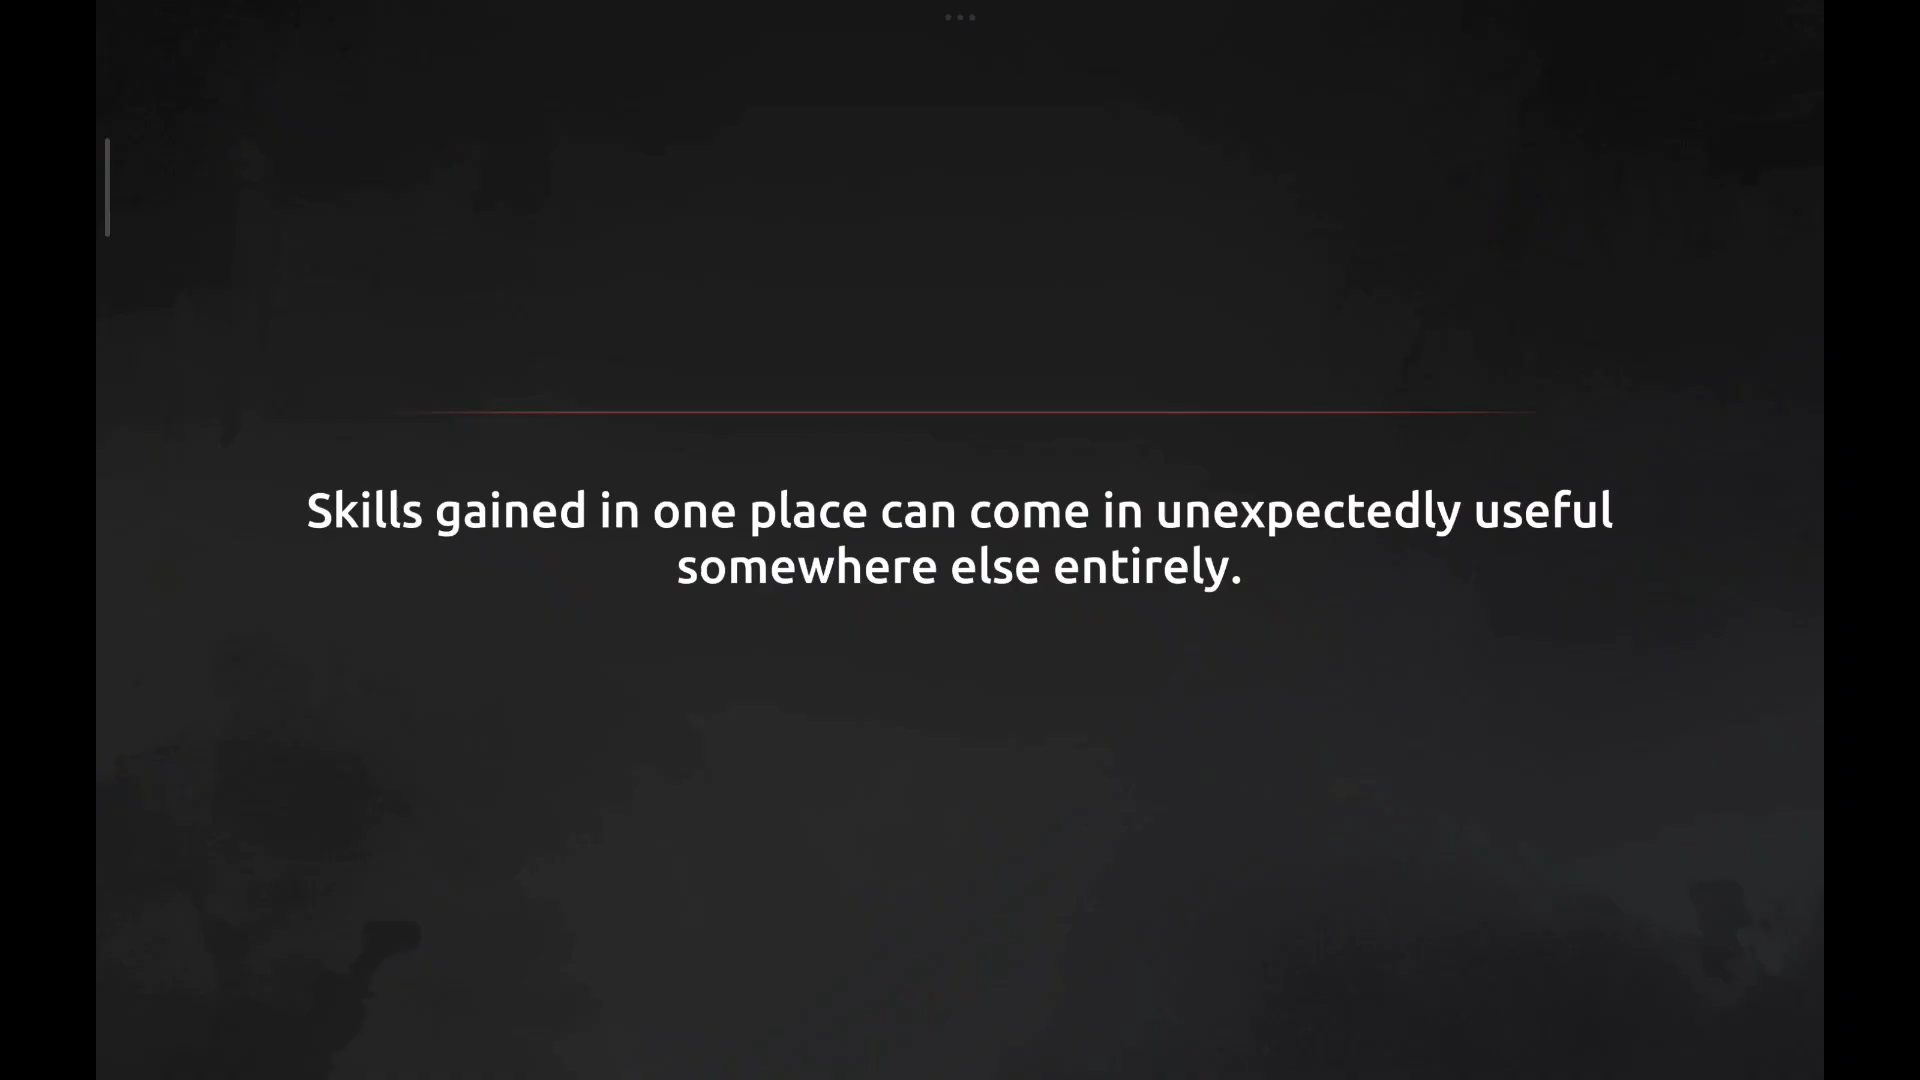 Skills gained in one place can come in unexpectedly useful
somewhere else entirely.